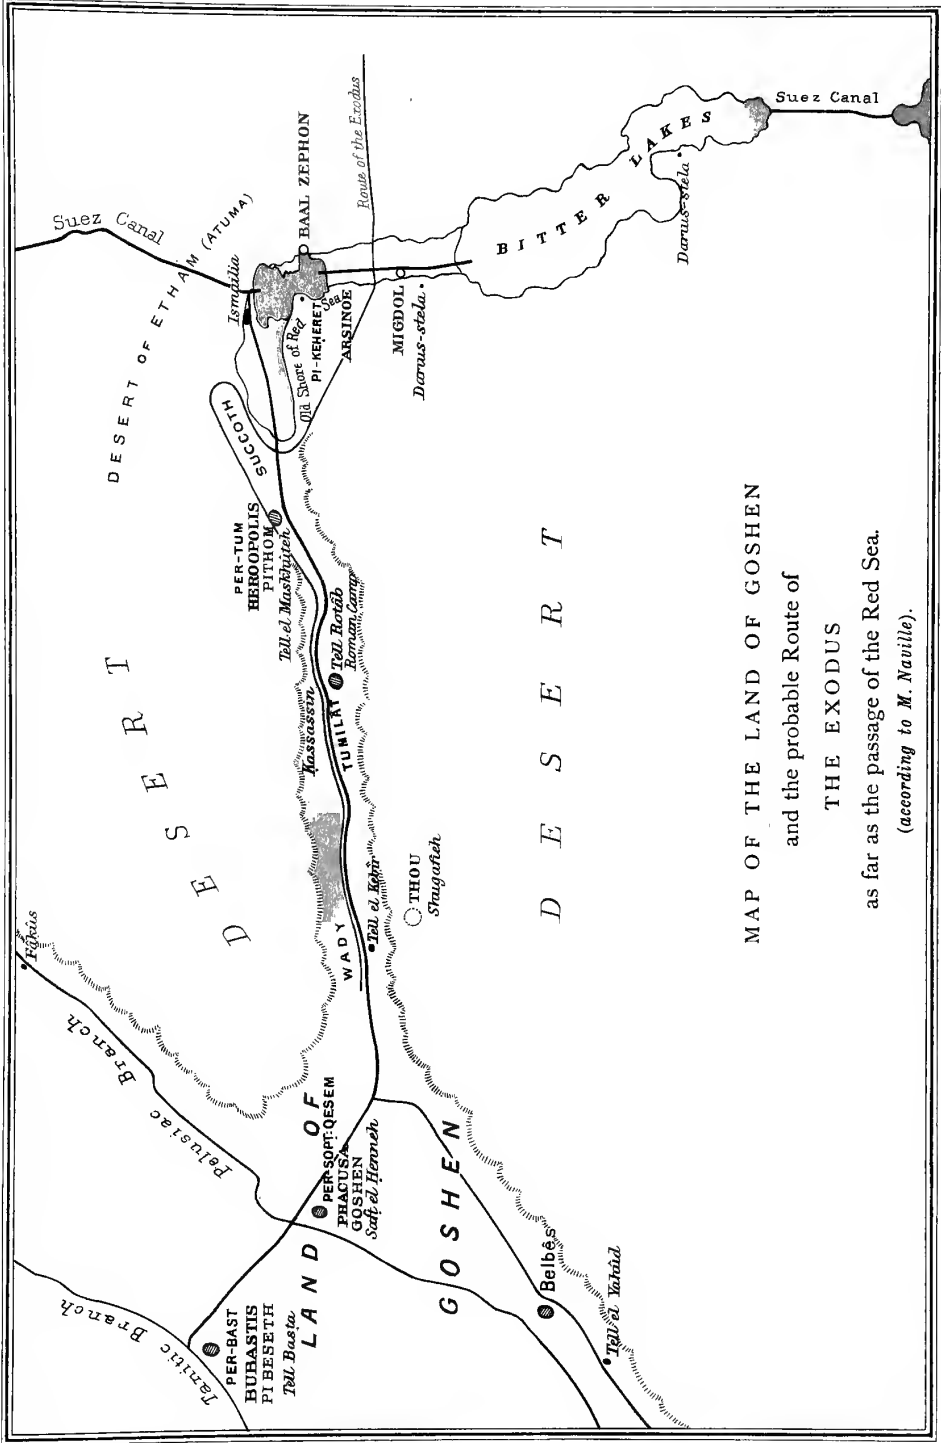 MAP OF THE LAND OF GOSHEN
and the probable Route of
THE EXODUS
as far as the passage of the Red Sea.
(according to M. Naville).
Tanitic Branch
Pelusiac Branch
Fâkûs
DESERT
DESERT OF ETHAM (ATUMA)
Suez Canal
PER-BAST
BUBASTIS
PI BESETH
Tell Basta
LAND OF
GOSHEN
PER-SOPT-QESEM
PHACUSA
GOSHEN
Saft el Henneh
Belbês
Tell el Yahûd
WADY
TUMILÂT
Tell el Kebîr
THOU
Shugafieh
Kassassin
Tell Rotâb
Roman Camp
PER-TUM
HEROOPOLIS
PITHOM
Tell el Maskhûteh
SUCCOTH
Ismaïlia
Old Shore of Red
Sea
PI-KEHERET
ARSINOE
BAAL ZEPHON
Route of the Exodus
MIGDOL
Darius-stela
BITTER LAKES
Darius-stela
Suez Canal
DESERT